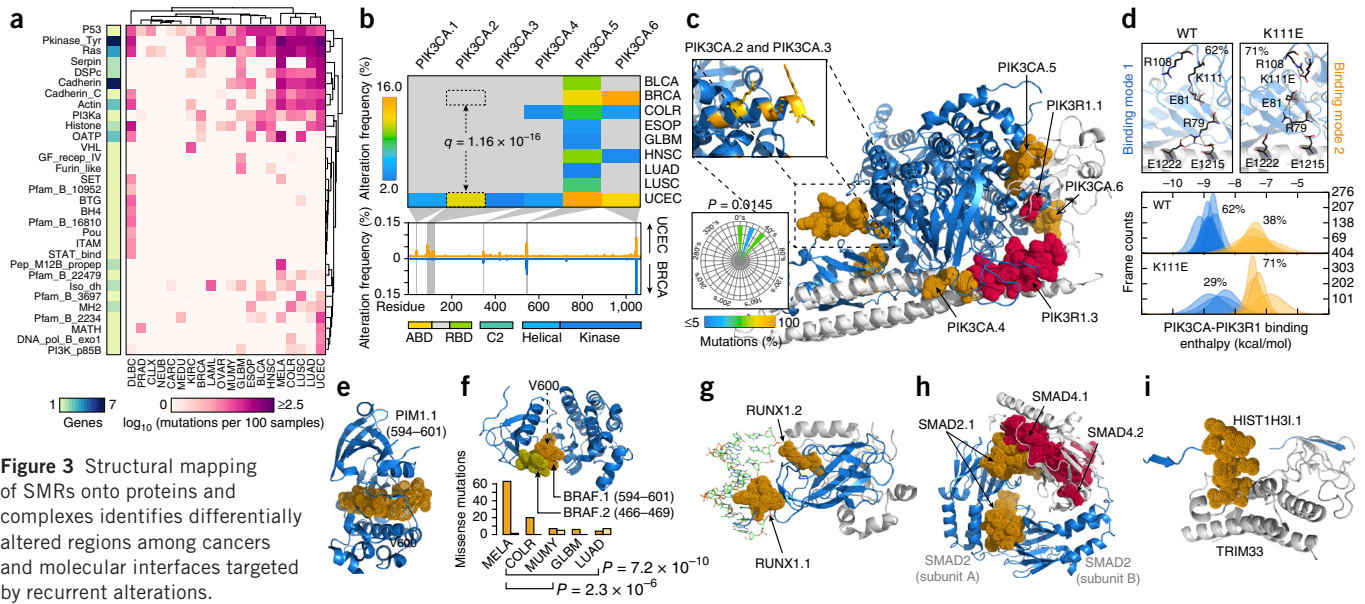 a
P53
Pkinase_Tyr
Ras
Serpin
DSPc
Cadherin
Cadherin_C
Actin
PI3Ka
Histone
OATP
VHL
GF_recep_IV
Furin_like
SET
Pfam_B_10952
BTG
BH4
Pfam_B_16810
Pou
ITAM
STAT_bind
Pep_M12B_propep
Pfam_B_22470
Iso_dh
Pfam_B_3697
MH2
Pfam_B_2234
MATH
DNA_pol_B_exo1
PI3K_p85B
DLBC
PRAD
CLLX
NEUB
CARC
MEDU
KIRC
BRCA
LAML
OVAR
MUMY
GLBM
ESOP
BLCA
HNSC
MELA
COLR
LUSC
LUAD
UCEC
1 7
Genes
0 ≥2.5
log10 (mutations per 100 samples)
b
PIK3CA.1
PIK3CA.2
PIK3CA.3
PIK3CA.4
PIK3CA.5
PIK3CA.6
Alteration frequency (%)
16.0
2.0
q = 1.16 × 10−16
BLCA
BRCA
COLR
ESOP
GLBM
HNSC
LUAD
LUSC
UCEC
Alteration frequency (%)
0.15
0
0.15
UCEC
BRCA
Residue 200 400 600 800 1,000
ABD RBD C2 Helical Kinase
c
PIK3CA.2 and PIK3CA.3
PIK3CA.5
PIK3R1.1
PIK3CA.6
PIK3CA.4
PIK3R1.3
P = 0.0145
0°s
40°s
80°s
120°s
160°s
200°s
240°s
280°s
320°s
≤5 100
Mutations (%)
d
WT K111E
Binding mode 1
62%
R108
K111
E81
R79
E1222 E1215
71%
R108
K111E
E81
R79
E1222 E1215
Binding mode 2
−10 −9 −8 −7 −6 −5
WT
62%
38%
276
207
138
69
K111E
29%
71%
404
303
202
101
Frame counts
PIK3CA-PIK3R1 binding
enthalpy (kcal/mol)
e
PIM1.1
(594–601)
V600
f
V600
BRAF.1 (594–601)
BRAF.2 (466–469)
Missense mutations
60
40
20
0
MELA
COLR
MUMY
GLBM
LUAD
P = 7.2 × 10−10
P = 2.3 × 10−6
g
RUNX1.2
RUNX1.1
h
SMAD4.1
SMAD2.1
SMAD4.2
SMAD2
(subunit A)
SMAD2
(subunit B)
i
HIST1H3I.1
TRIM33
Figure 3 Structural mapping
of SMRs onto proteins and
complexes identifies differentially
altered regions among cancers
and molecular interfaces targeted
by recurrent alterations.